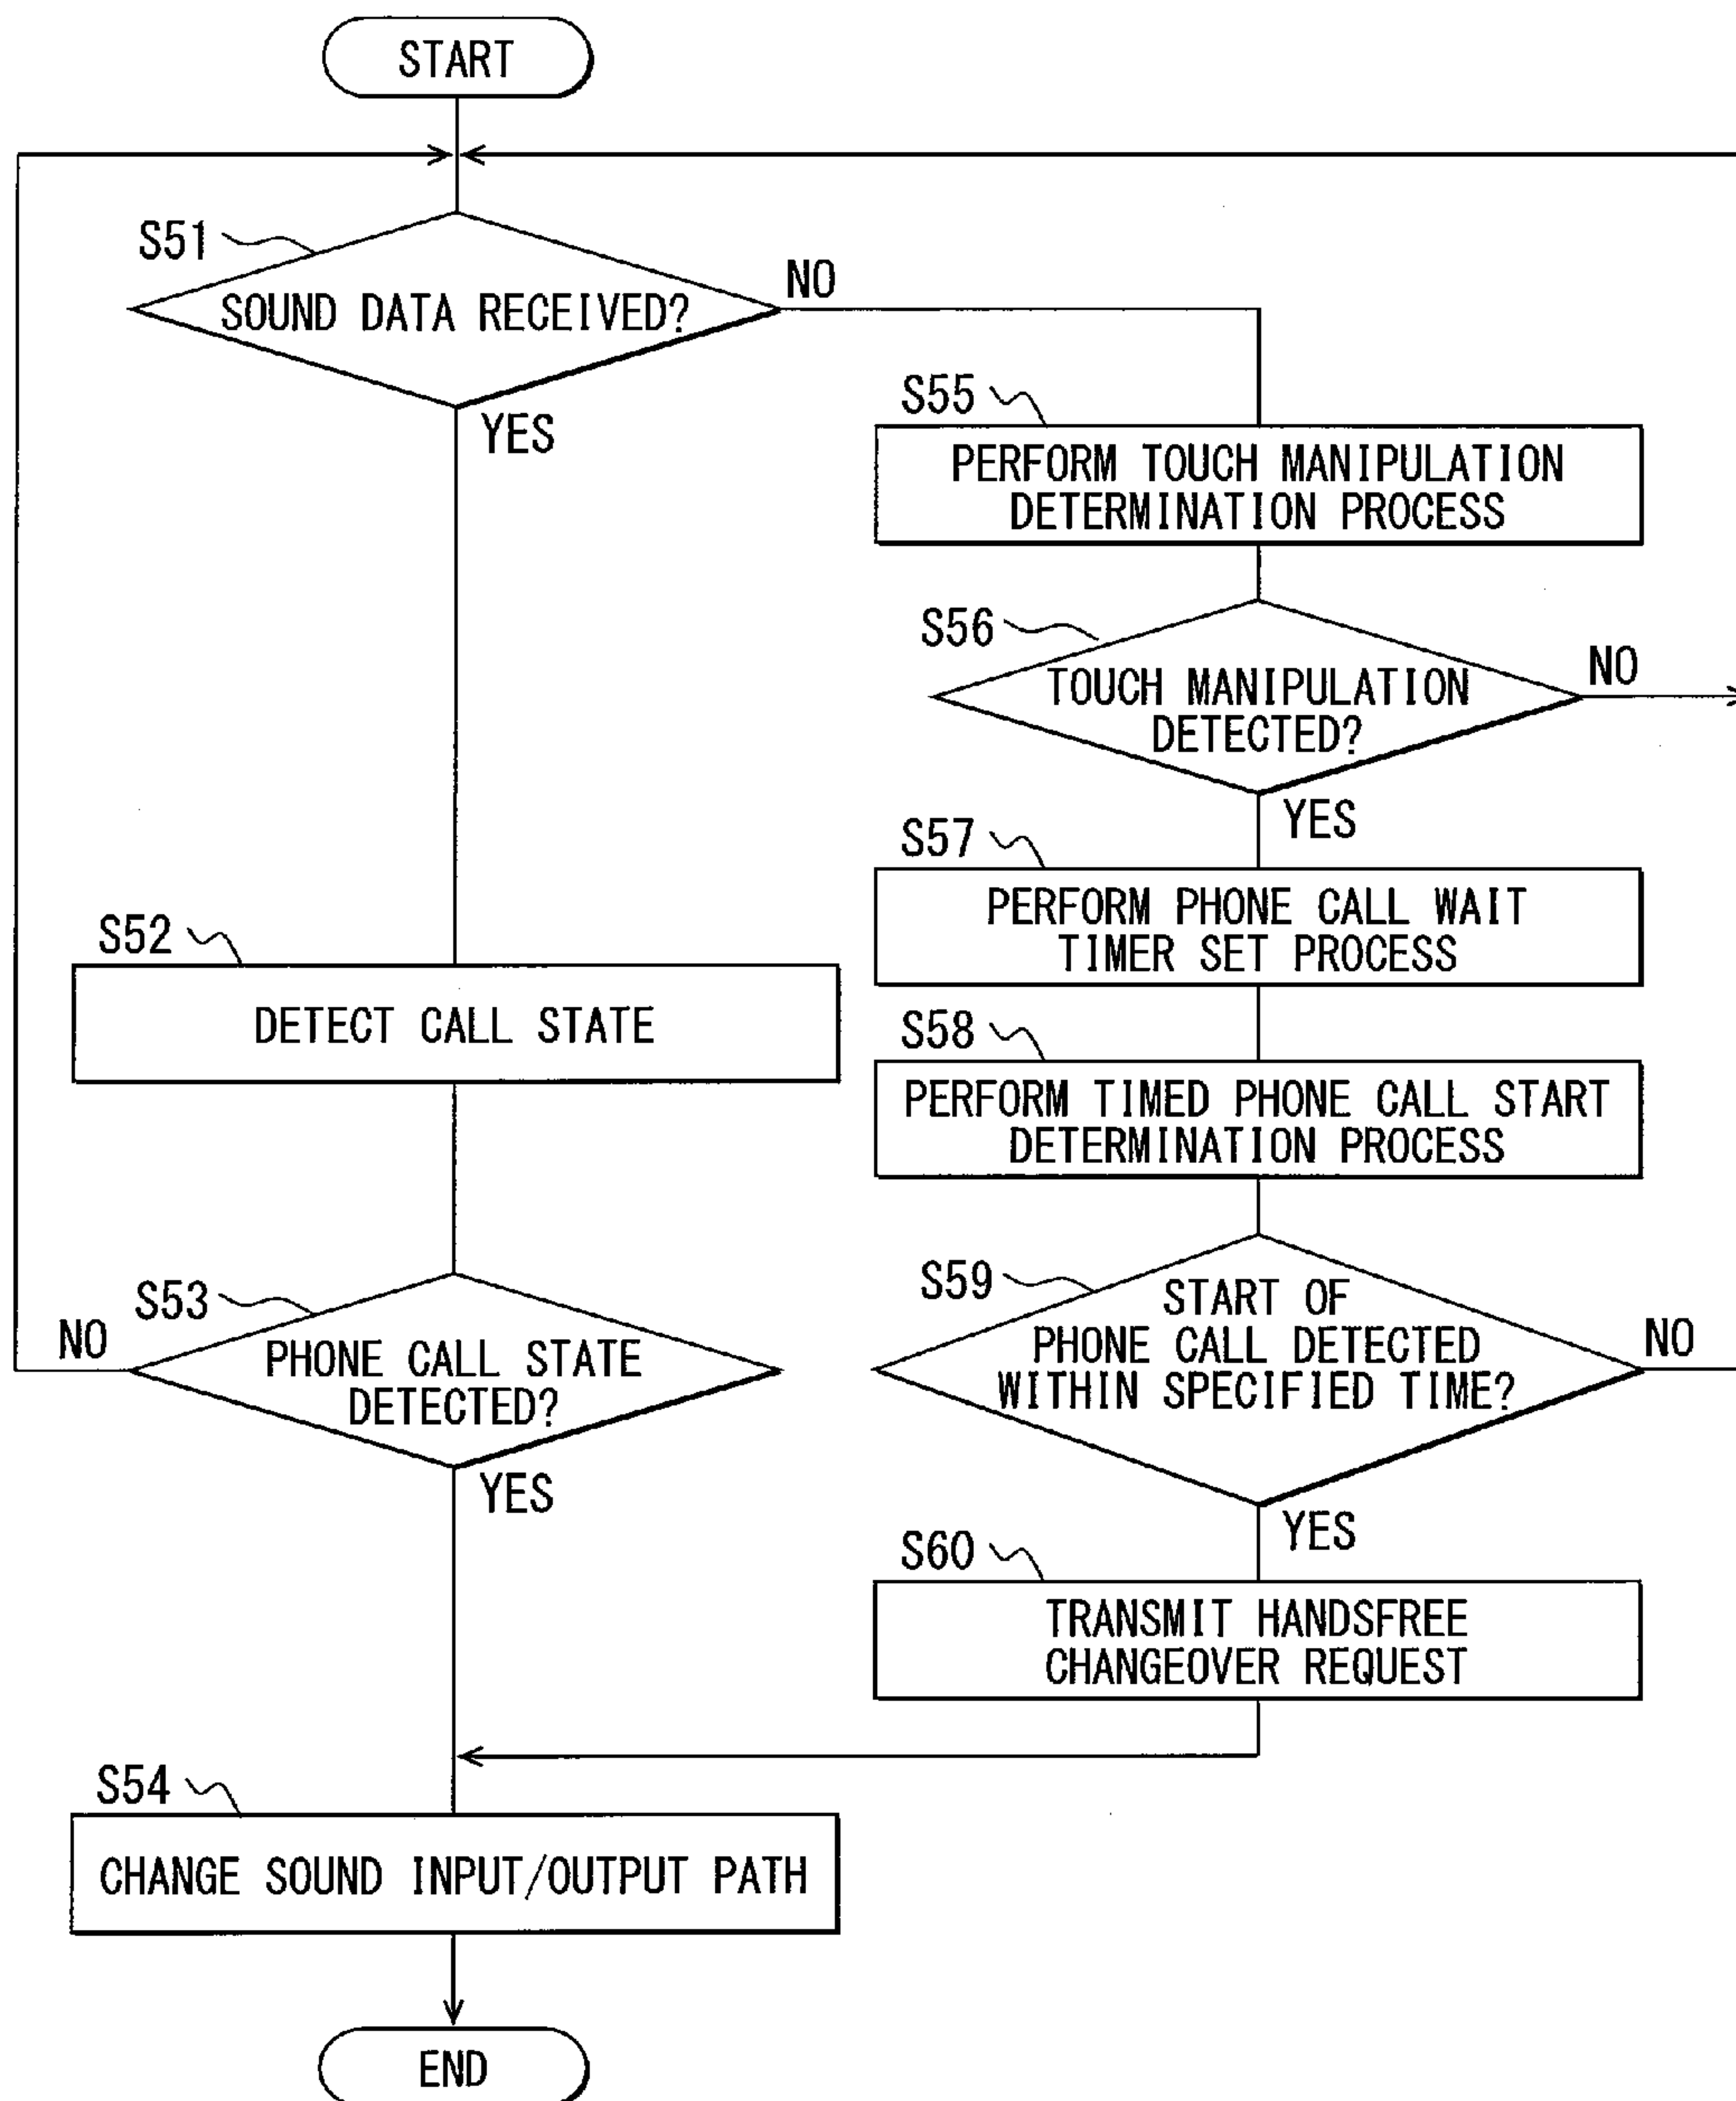 START
S51
SOUND DATA RECEIVED?
NO
YES
S52
DETECT CALL STATE
S53
PHONE CALL STATE
DETECTED?
NO
YES
S54
CHANGE SOUND INPUT/OUTPUT PATH
END
S55
PERFORM TOUCH MANIPULATION
DETERMINATION PROCESS
S56
TOUCH MANIPULATION
DETECTED?
NO
YES
S57
PERFORM PHONE CALL WAIT
TIMER SET PROCESS
S58
PERFORM TIMED PHONE CALL START
DETERMINATION PROCESS
S59
START OF
PHONE CALL DETECTED
WITHIN SPECIFIED TIME?
NO
YES
S60
TRANSMIT HANDSFREE
CHANGEOVER REQUEST